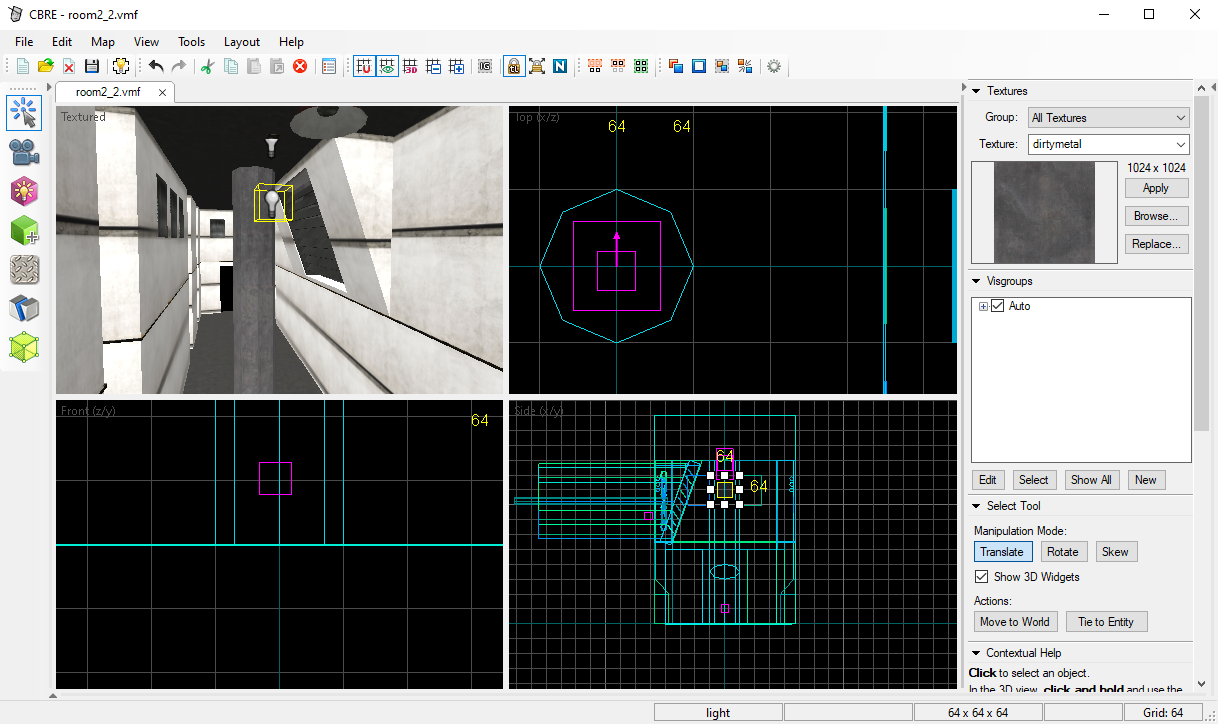 CBRE - room2_2.vmf
File Edit Map View Tools Layout Help
room2_2.vmf
Textured
Top (x/z)
64 64
Front (z/y)
64
Side (x/y)
64
64
Textures
Group: All Textures
Texture: dirtymetal
1024 x 1024
Apply
Browse...
Replace...
Visgroups
Auto
Edit Select Show All New
Select Tool
Manipulation Mode:
Translate Rotate Skew
Show 3D Widgets
Actions:
Move to World Tie to Entity
Contextual Help
Click to select an object.
In the 3D view, click and hold and use the
light 64 x 64 x 64 Grid: 64